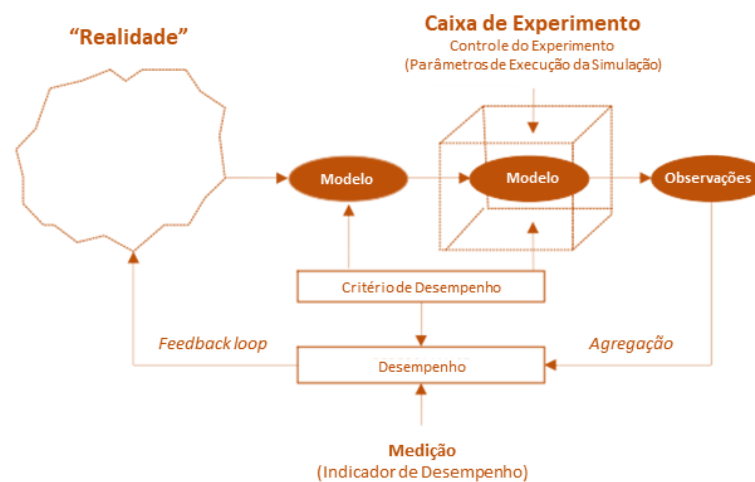 “Realidade”
Caixa de Experimento
Controle do Experimento
(Parâmetros de Execução da Simulação)
Modelo
Modelo
Observações
Critério de Desempenho
Feedback loop
Desempenho
Agregação
Medição
(Indicador de Desempenho)